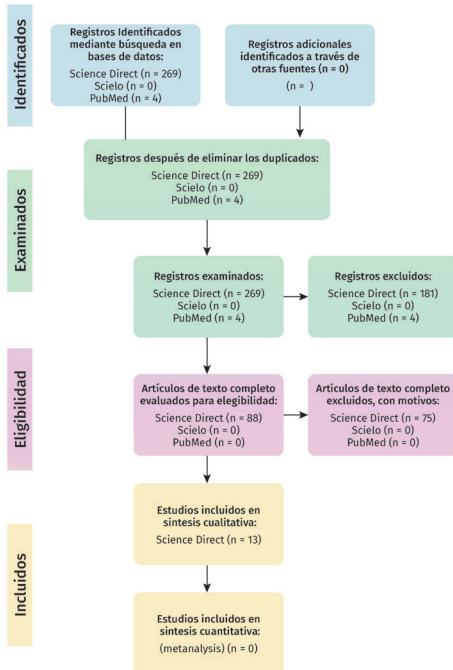 Identificados
Registros Identificados
mediante búsqueda en
bases de datos:
Science Direct (n = 269)
Scielo (n = 0)
PubMed (n = 4)
Registros adicionales
identificados a través de
otras fuentes (n = 0)
(n = )
Examinados
Registros después de eliminar los duplicados:
Science Direct (n = 269)
Scielo (n = 0)
PubMed (n = 4)
Registros examinados:
Science Direct (n = 269)
Scielo (n = 0)
PubMed (n = 4)
Registros excluidos:
Science Direct (n = 181)
Scielo (n = 0)
PubMed (n = 4)
Eligibilidad
Artículos de texto completo
evaluados para elegibilidad:
Science Direct (n = 88)
Scielo (n = 0)
PubMed (n = 0)
Artículos de texto completo
excluidos, con motivos:
Science Direct (n = 75)
Scielo (n = 0)
PubMed (n = 0)
Incluidos
Estudios incluidos en
sintesis cualitativa:
Science Direct (n = 13)
Estudios incluidos en
sintesis cuantitativa:
(metanalysis) (n = 0)